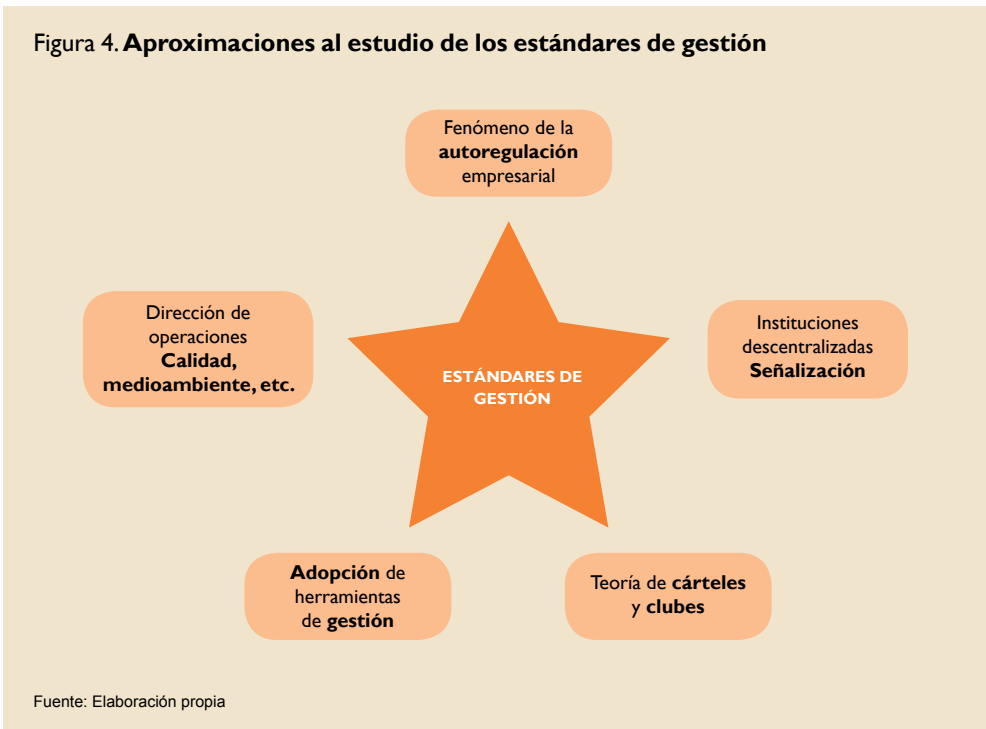 Figura 4. Aproximaciones al estudio de los estándares de gestión
Fenómeno de la
autoregulación
empresarial
Dirección de
operaciones
Calidad,
medioambiente, etc.
Instituciones
descentralizadas
Señalización
ESTÁNDARES DE
GESTIÓN
Adopción de
herramientas
de gestión
Teoría de cárteles
y clubes
Fuente: Elaboración propia